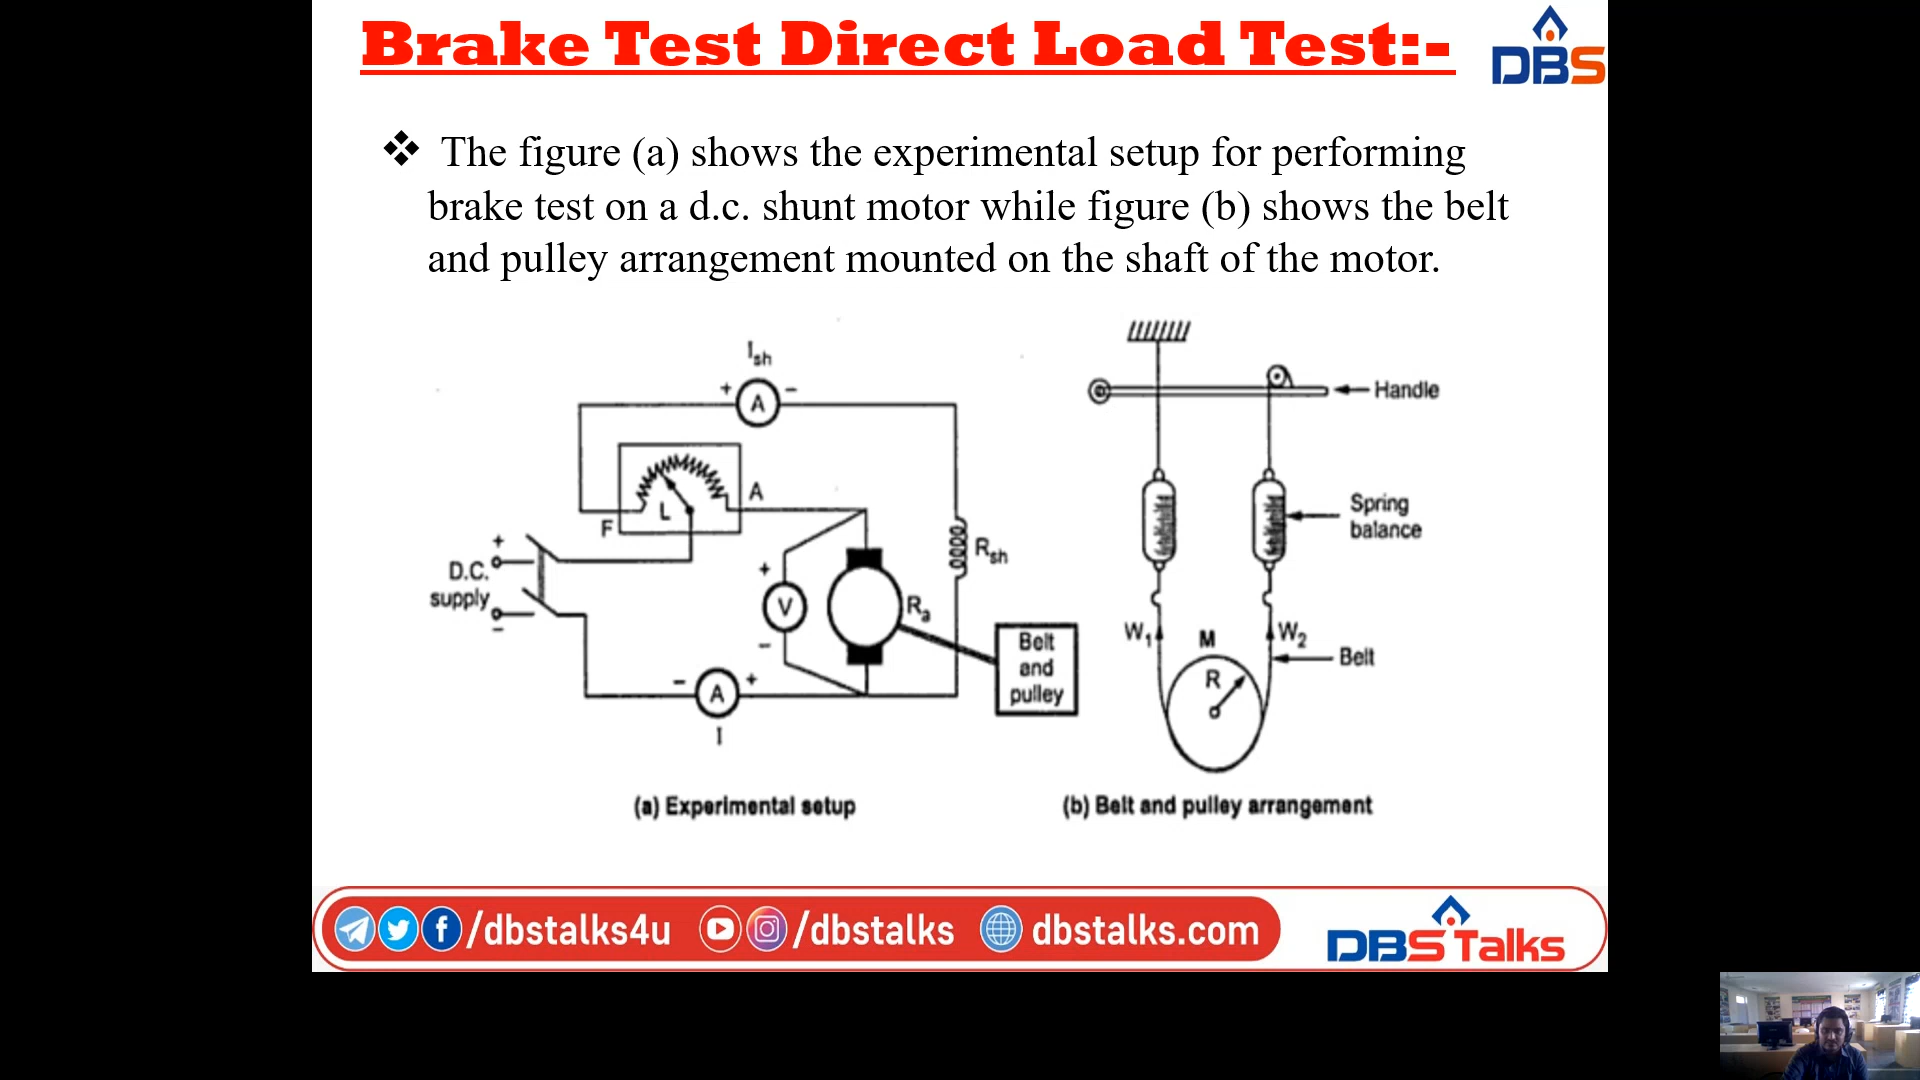 Brake Test Direct Load Test:-
DBS
❖ The figure (a) shows the experimental setup for performing
brake test on a d.c. shunt motor while figure (b) shows the belt
and pulley arrangement mounted on the shaft of the motor.
Ish
+ A -
F
L
A
+
D.C.
supply
-
+
V
-
Ra
Rsh
Belt
and
pulley
- A +
I
(a) Experimental setup
Handle
Spring
balance
W1
M
W2
R
Belt
(b) Belt and pulley arrangement
/dbstalks4u /dbstalks dbstalks.com
DBS Talks